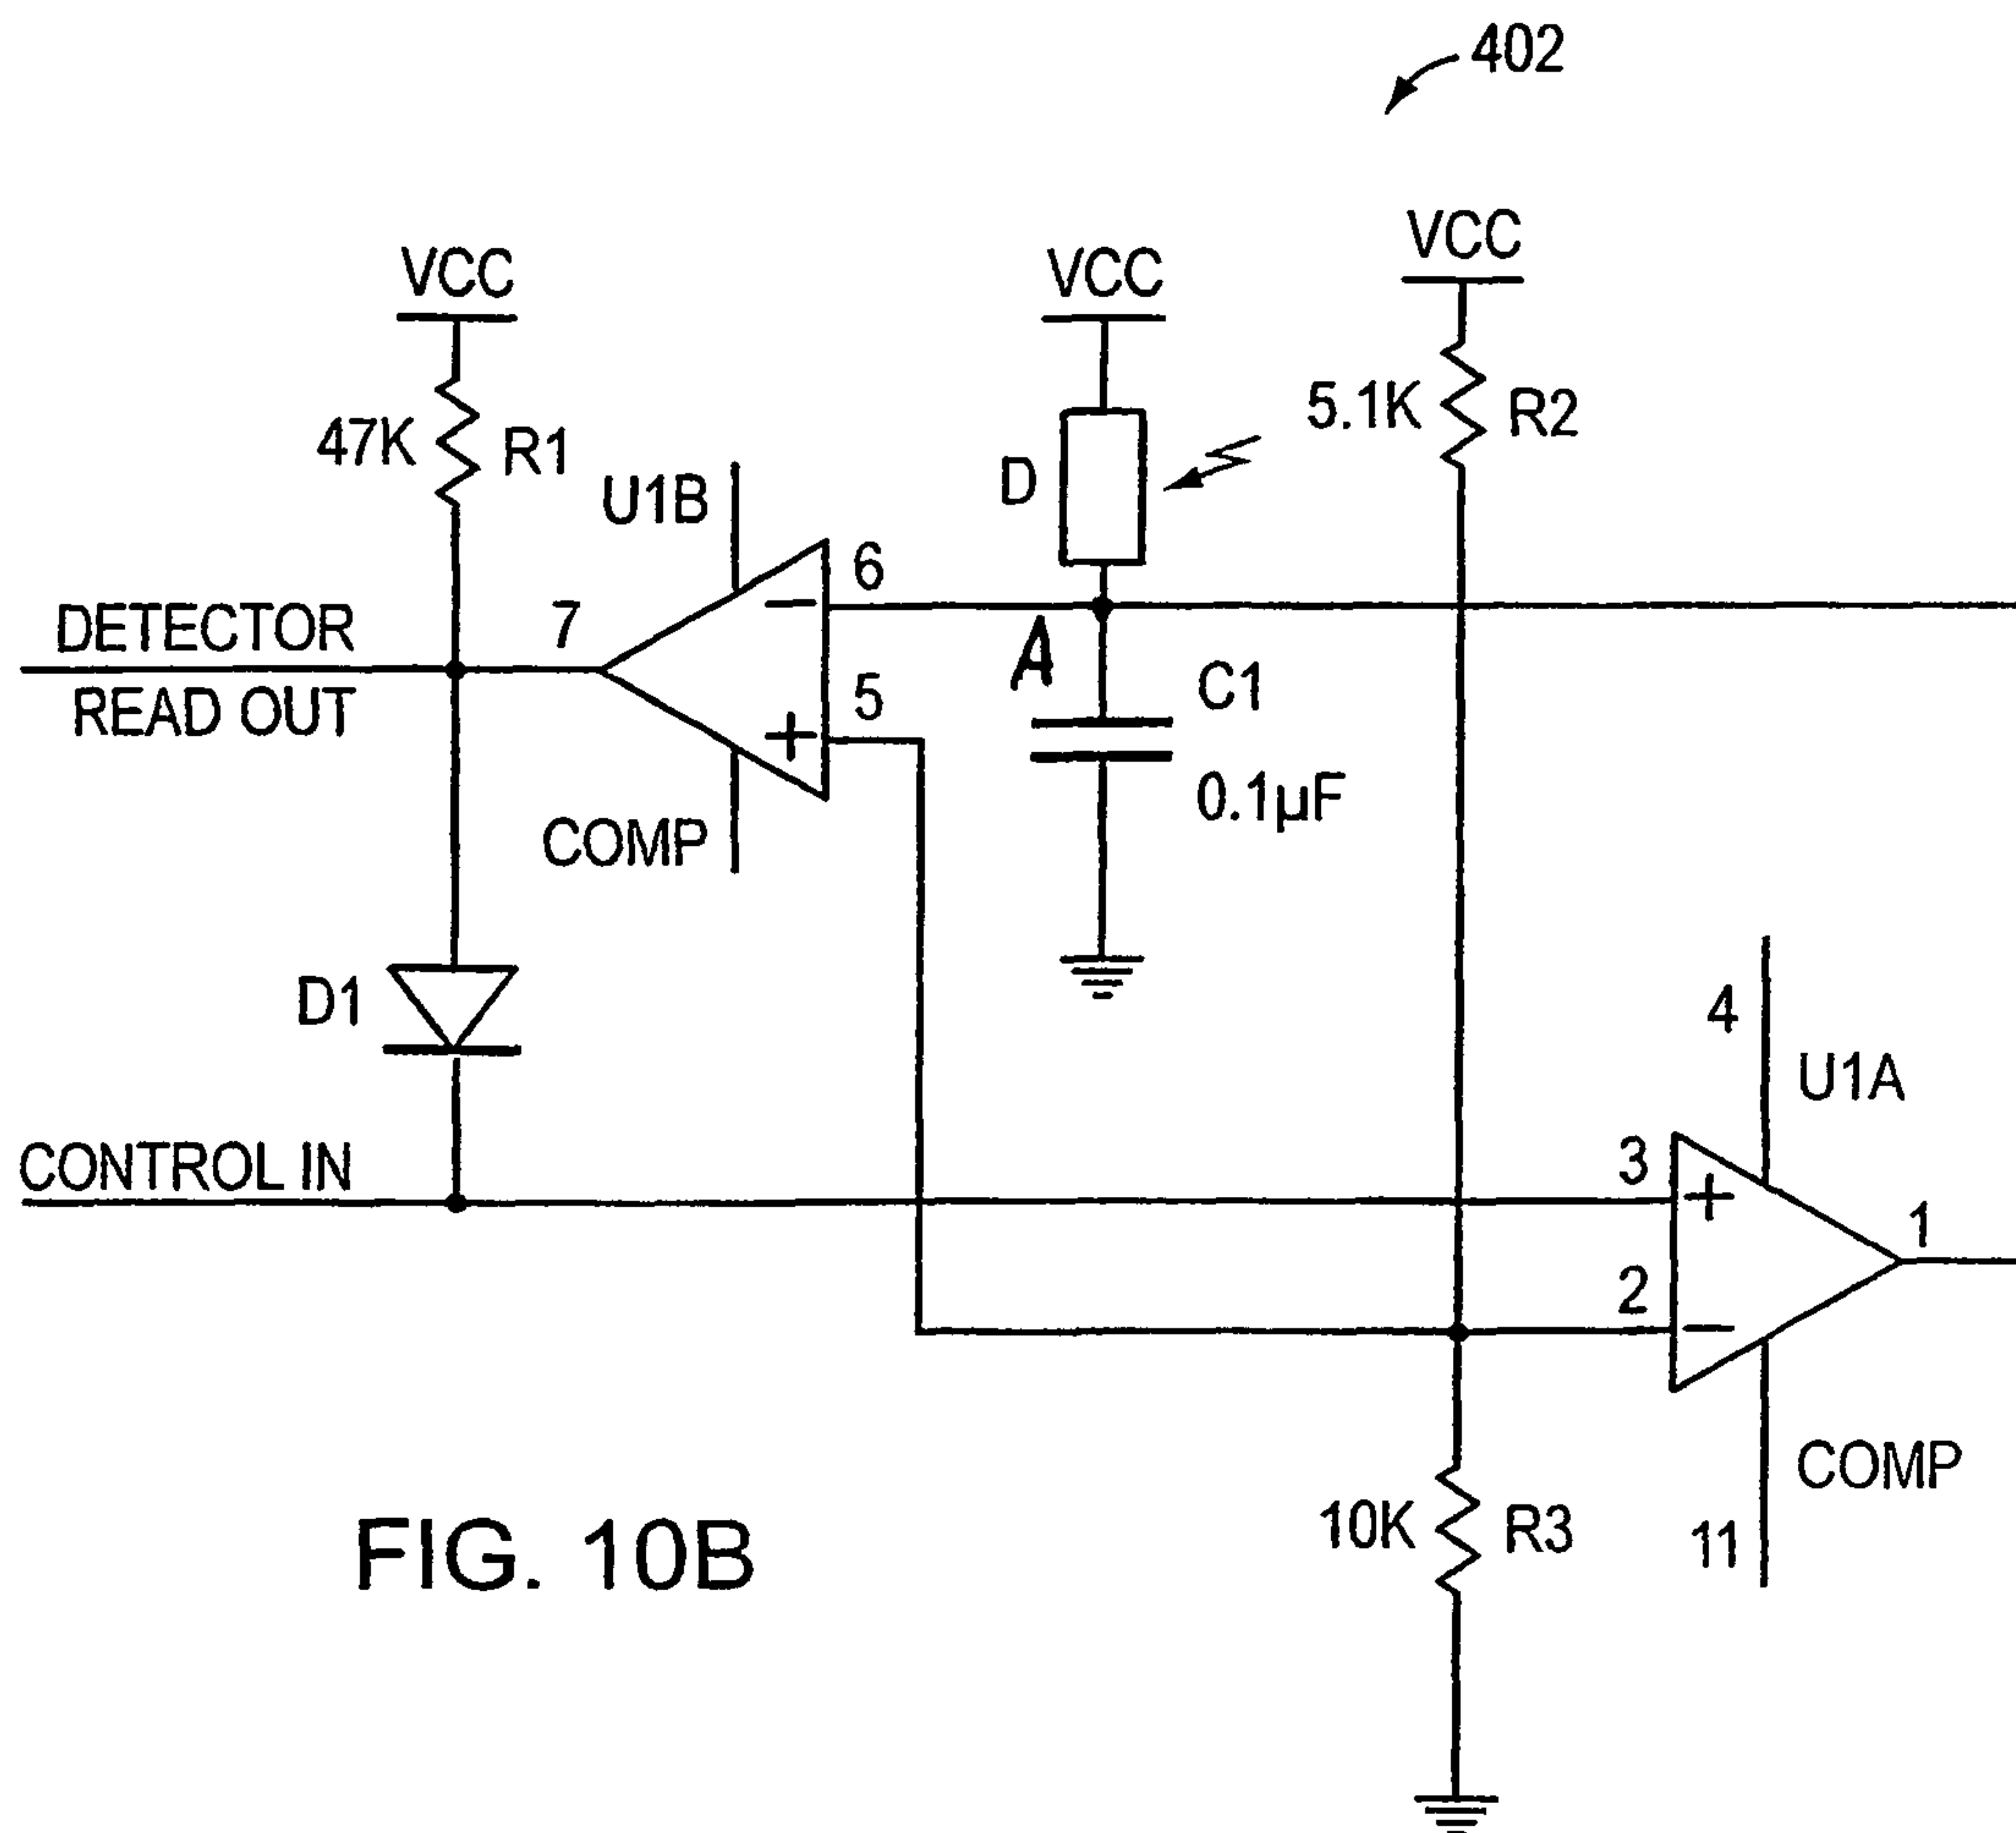 402
VCC
VCC
VCC
47K
R1
5.1K
R2
D
U1B
6
7
DETECTOR
READ OUT
5
A
C1
0.1µF
COMP
−
+
D1
4
U1A
CONTROL IN
3
+
1
2
−
COMP
10K
R3
11
FIG. 10B